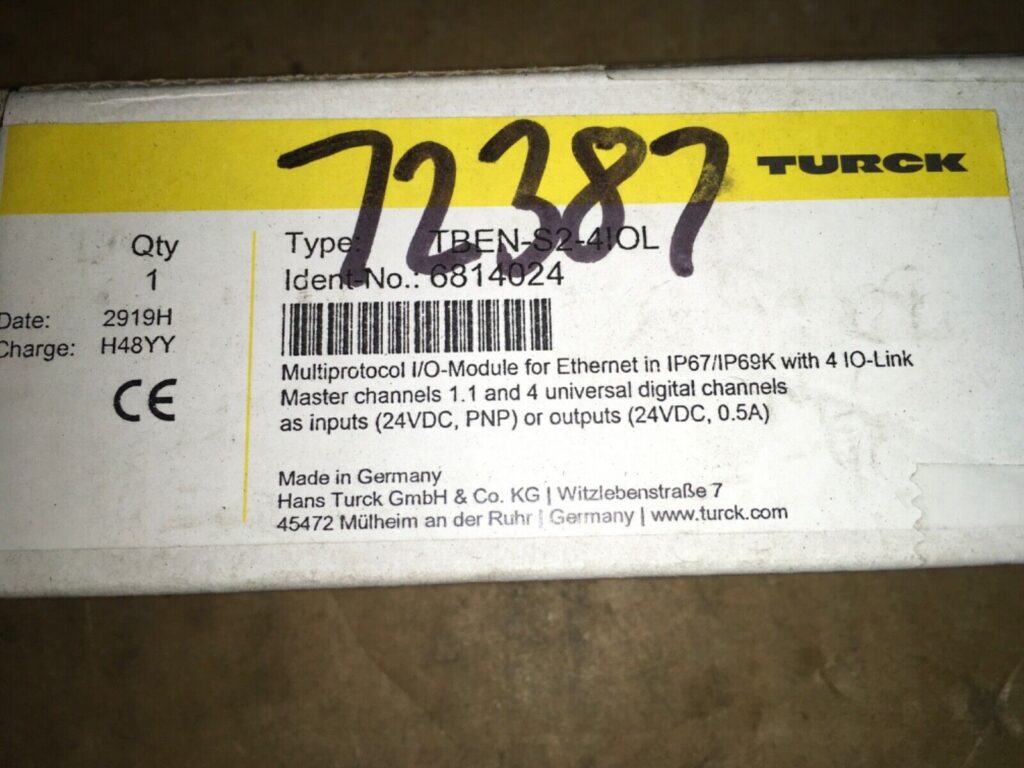 72387
TURCK
Qty
1
Date: 2919H
Charge: H48YY
CE
Type: TBEN-S2-4IOL
Ident-No.: 6814024
Multiprotocol I/O-Module for Ethernet in IP67/IP69K with 4 IO-Link
Master channels 1.1 and 4 universal digital channels
as inputs (24VDC, PNP) or outputs (24VDC, 0.5A)
Made in Germany
Hans Turck GmbH & Co. KG | Witzlebenstraße 7
45472 Mülheim an der Ruhr | Germany | www.turck.com